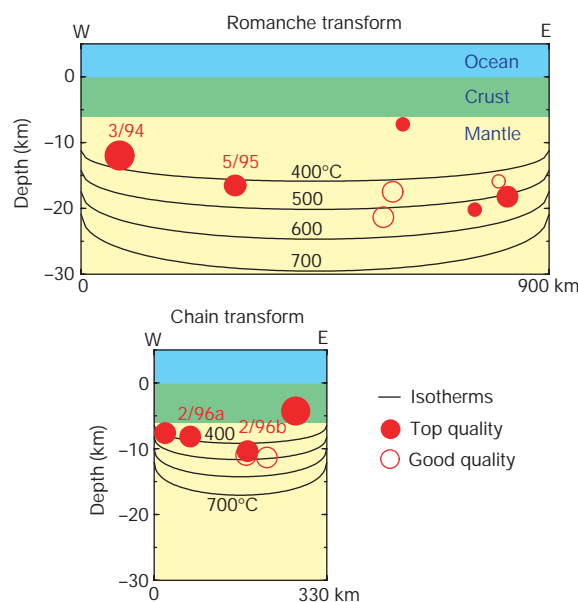 Romanche transform
W E
Ocean
0
Crust
3/94 Mantle
−10
5/95
400°C
500
−20
600
700
−30
Depth (km)
0 900 km
Chain transform
W E
0
2/96a 2/96b
400
−10
700°C
−20
−30
Depth (km)
0 330 km
Isotherms
Top quality
Good quality